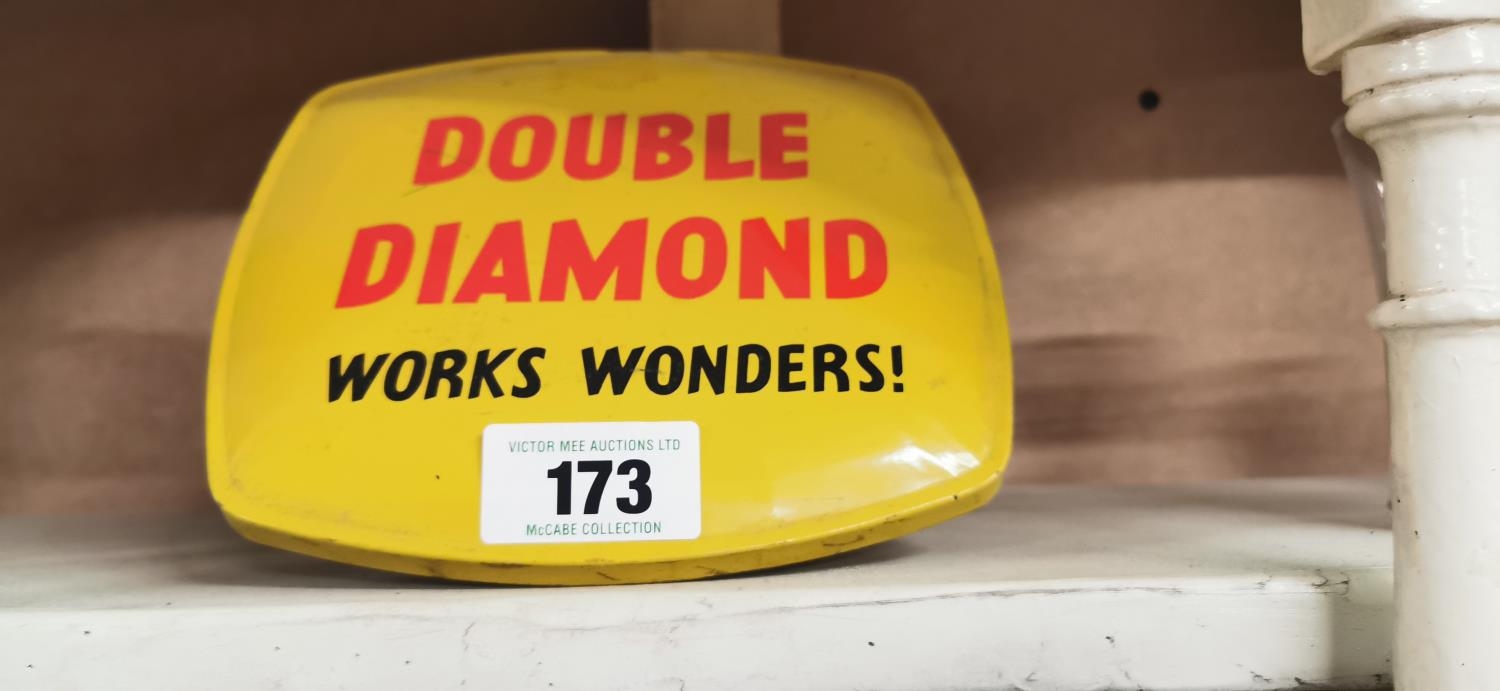 DOUBLE
DIAMOND
WORKS WONDERS!
VICTOR MEE AUCTIONS LTD
173
McCABE COLLECTION